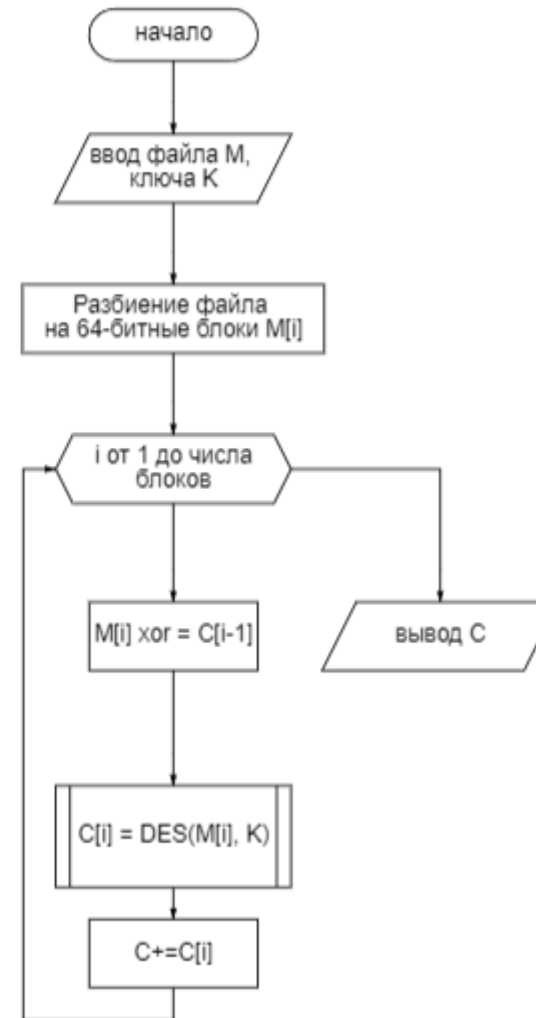 начало
ввод файла M,
ключа K
Разбиение файла
на 64-битные блоки M[i]
i от 1 до числа
блоков
M[i] xor = C[i-1]
вывод C
C[i] = DES(M[i], K)
C+=C[i]